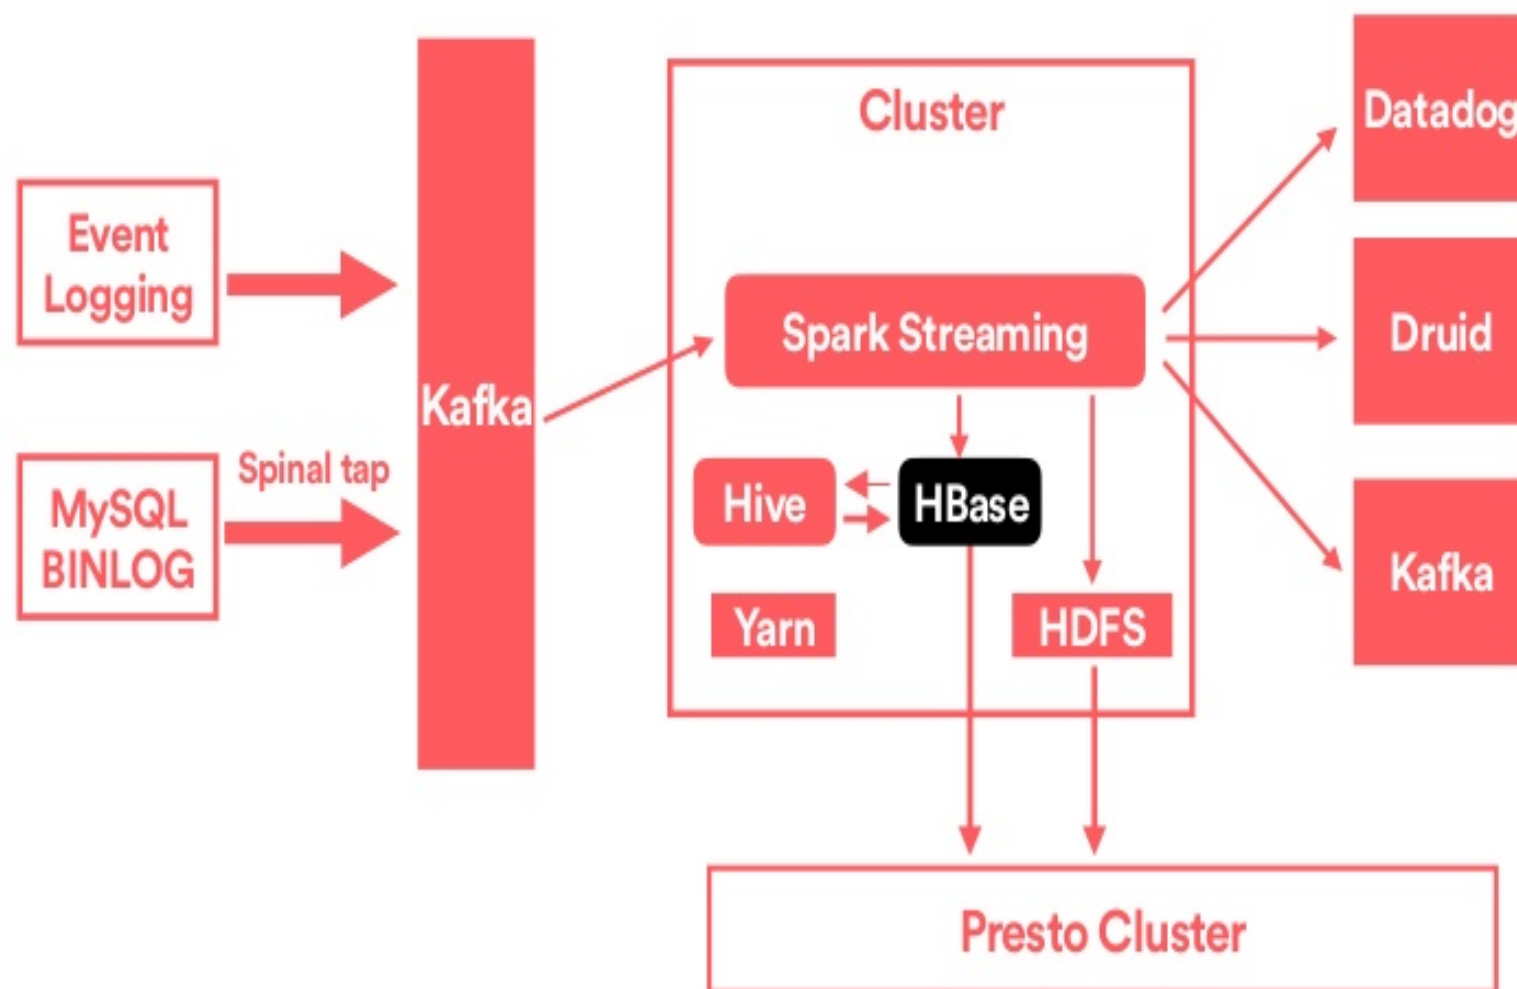 Event
Logging
MySQL
BINLOG
Spinal tap
Kafka
Cluster
Spark Streaming
Hive
HBase
Yarn
HDFS
Datadog
Druid
Kafka
Presto Cluster